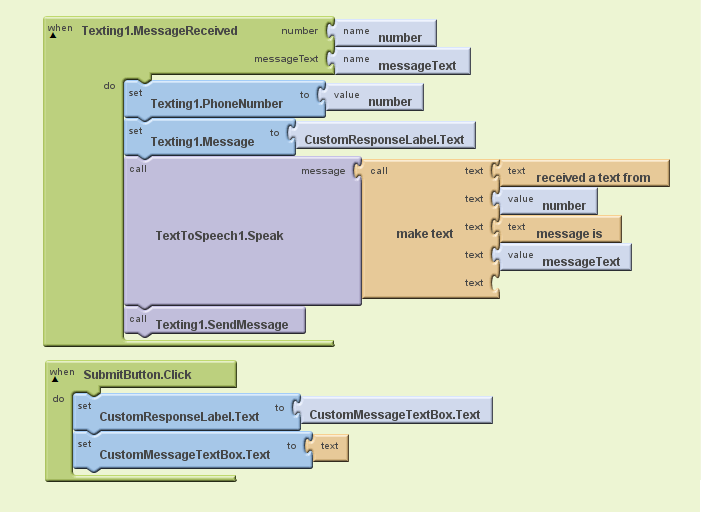 when Texting1.MessageReceived number name number
messageText name messageText
do set Texting1.PhoneNumber to value number
set Texting1.Message to CustomResponseLabel.Text
call TextToSpeech1.Speak message call make text text text received a text from
text value number
text text message is
text value messageText
text
call Texting1.SendMessage
when SubmitButton.Click
do set CustomResponseLabel.Text to CustomMessageTextBox.Text
set CustomMessageTextBox.Text to text